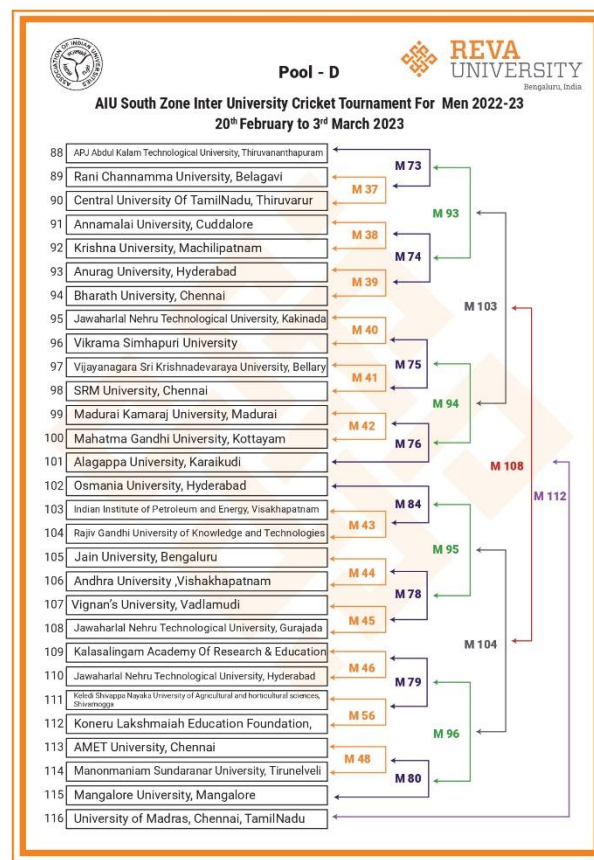 ASSOCIATION OF INDIAN UNIVERSITIES
REVA
UNIVERSITY
Bengaluru, India
Pool - D
AIU South Zone Inter University Cricket Tournament For Men 2022-23
20th February to 3rd March 2023
88 APJ Abdul Kalam Technological University, Thiruvananthapuram
89 Rani Channamma University, Belagavi
90 Central University Of TamilNadu, Thiruvarur
91 Annamalai University, Cuddalore
92 Krishna University, Machilipatnam
93 Anurag University, Hyderabad
94 Bharath University, Chennai
95 Jawaharlal Nehru Technological University, Kakinada
96 Vikrama Simhapuri University
97 Vijayanagara Sri Krishnadevaraya University, Bellary
98 SRM University, Chennai
99 Madurai Kamaraj University, Madurai
100 Mahatma Gandhi University, Kottayam
101 Alagappa University, Karaikudi
102 Osmania University, Hyderabad
103 Indian Institute of Petroleum and Energy, Visakhapatnam
104 Rajiv Gandhi University of Knowledge and Technologies
105 Jain University, Bengaluru
106 Andhra University ,Vishakhapatnam
107 Vignan's University, Vadlamudi
108 Jawaharlal Nehru Technological University, Gurajada
109 Kalasalingam Academy Of Research & Education
110 Jawaharlal Nehru Technological University, Hyderabad
111 Keledi Shivappa Nayaka University of Agricultural and horticultural sciences,
Shivamogga
112 Koneru Lakshmaiah Education Foundation,
113 AMET University, Chennai
114 Manonmaniam Sundaranar University, Tirunelveli
115 Mangalore University, Mangalore
116 University of Madras, Chennai, TamilNadu
M 37
M 38
M 39
M 40
M 41
M 42
M 43
M 44
M 45
M 46
M 56
M 48
M 73
M 74
M 75
M 76
M 84
M 78
M 79
M 80
M 93
M 94
M 95
M 96
M 103
M 104
M 108
M 112